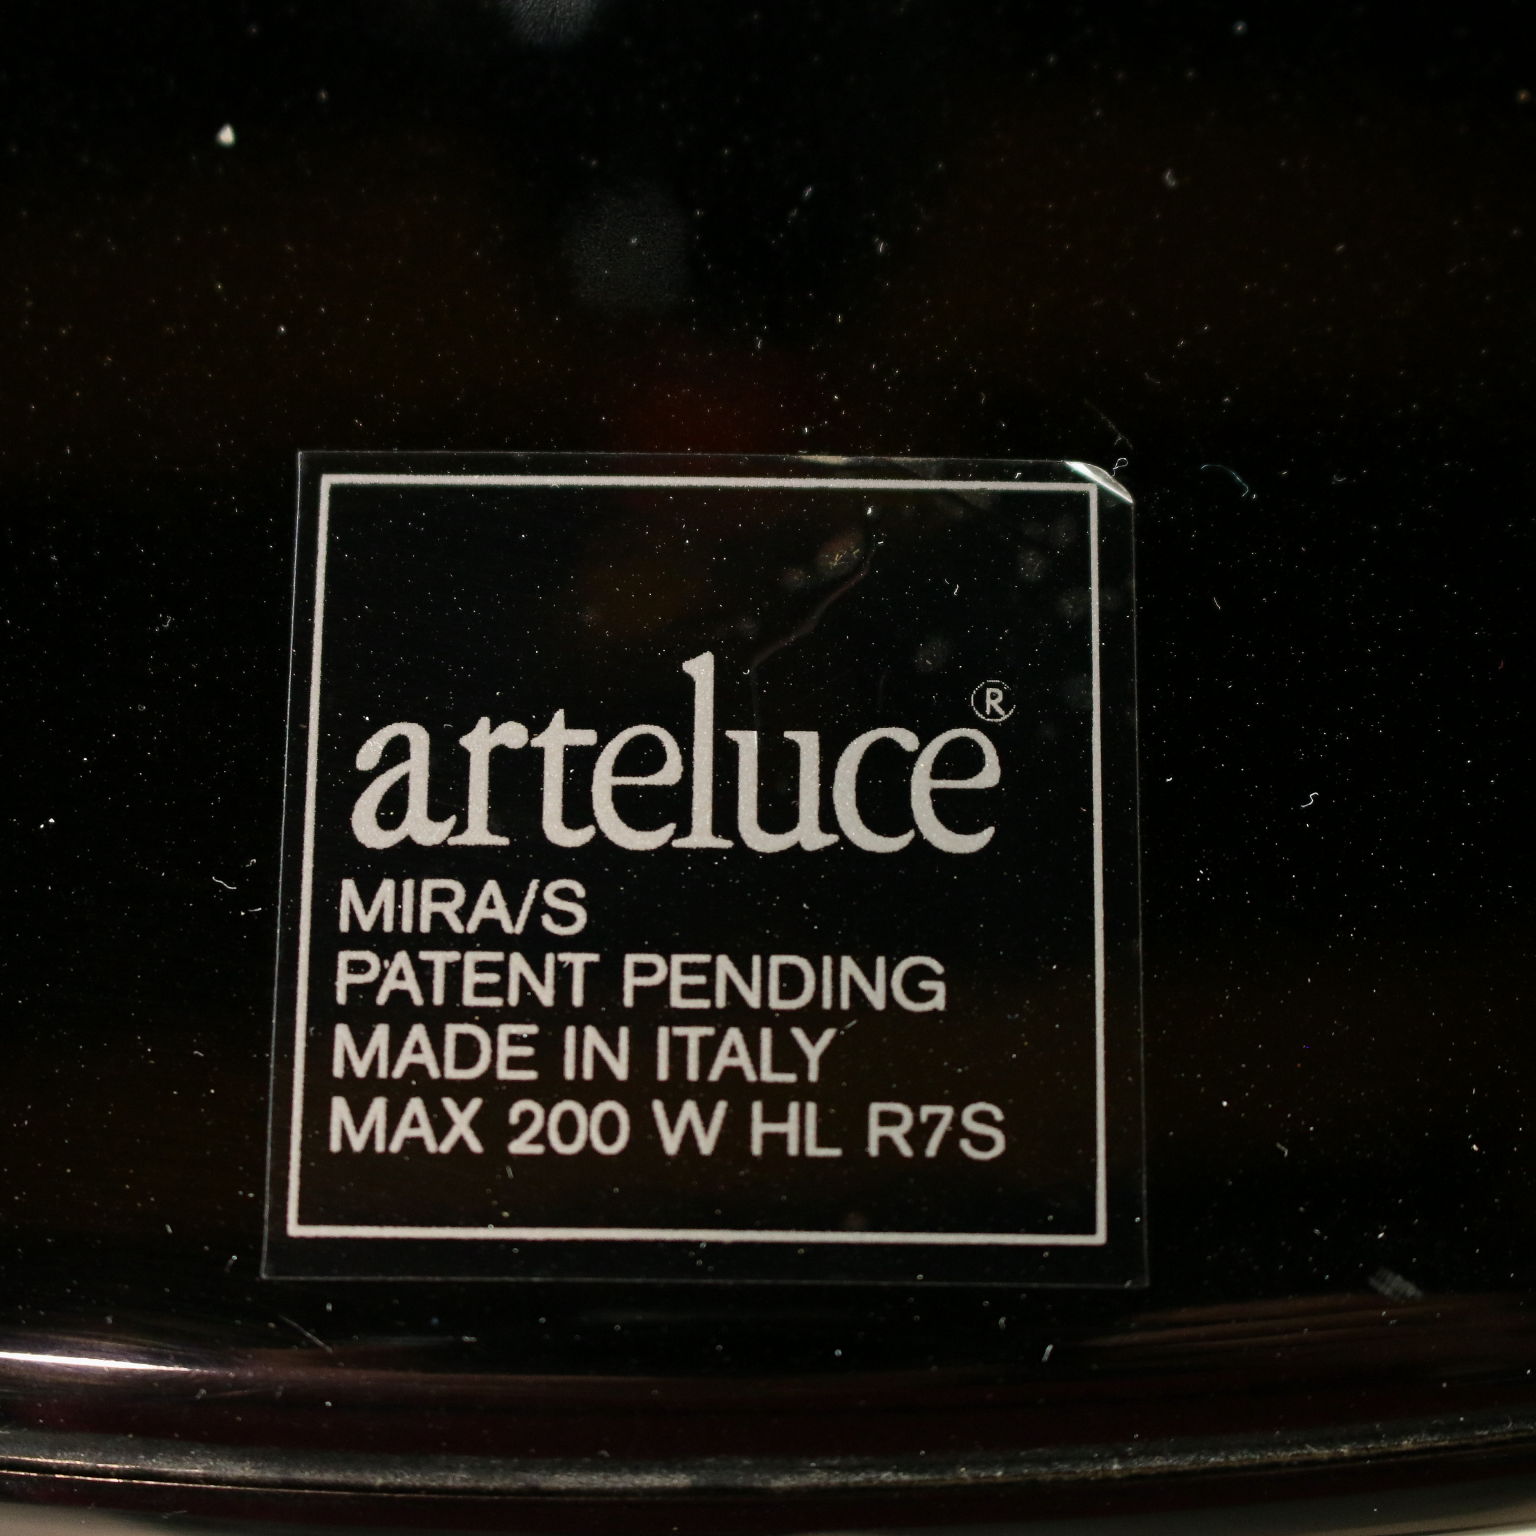 arteluce®
MIRA/S
PATENT PENDING
MADE IN ITALY
MAX 200 W HL R7S